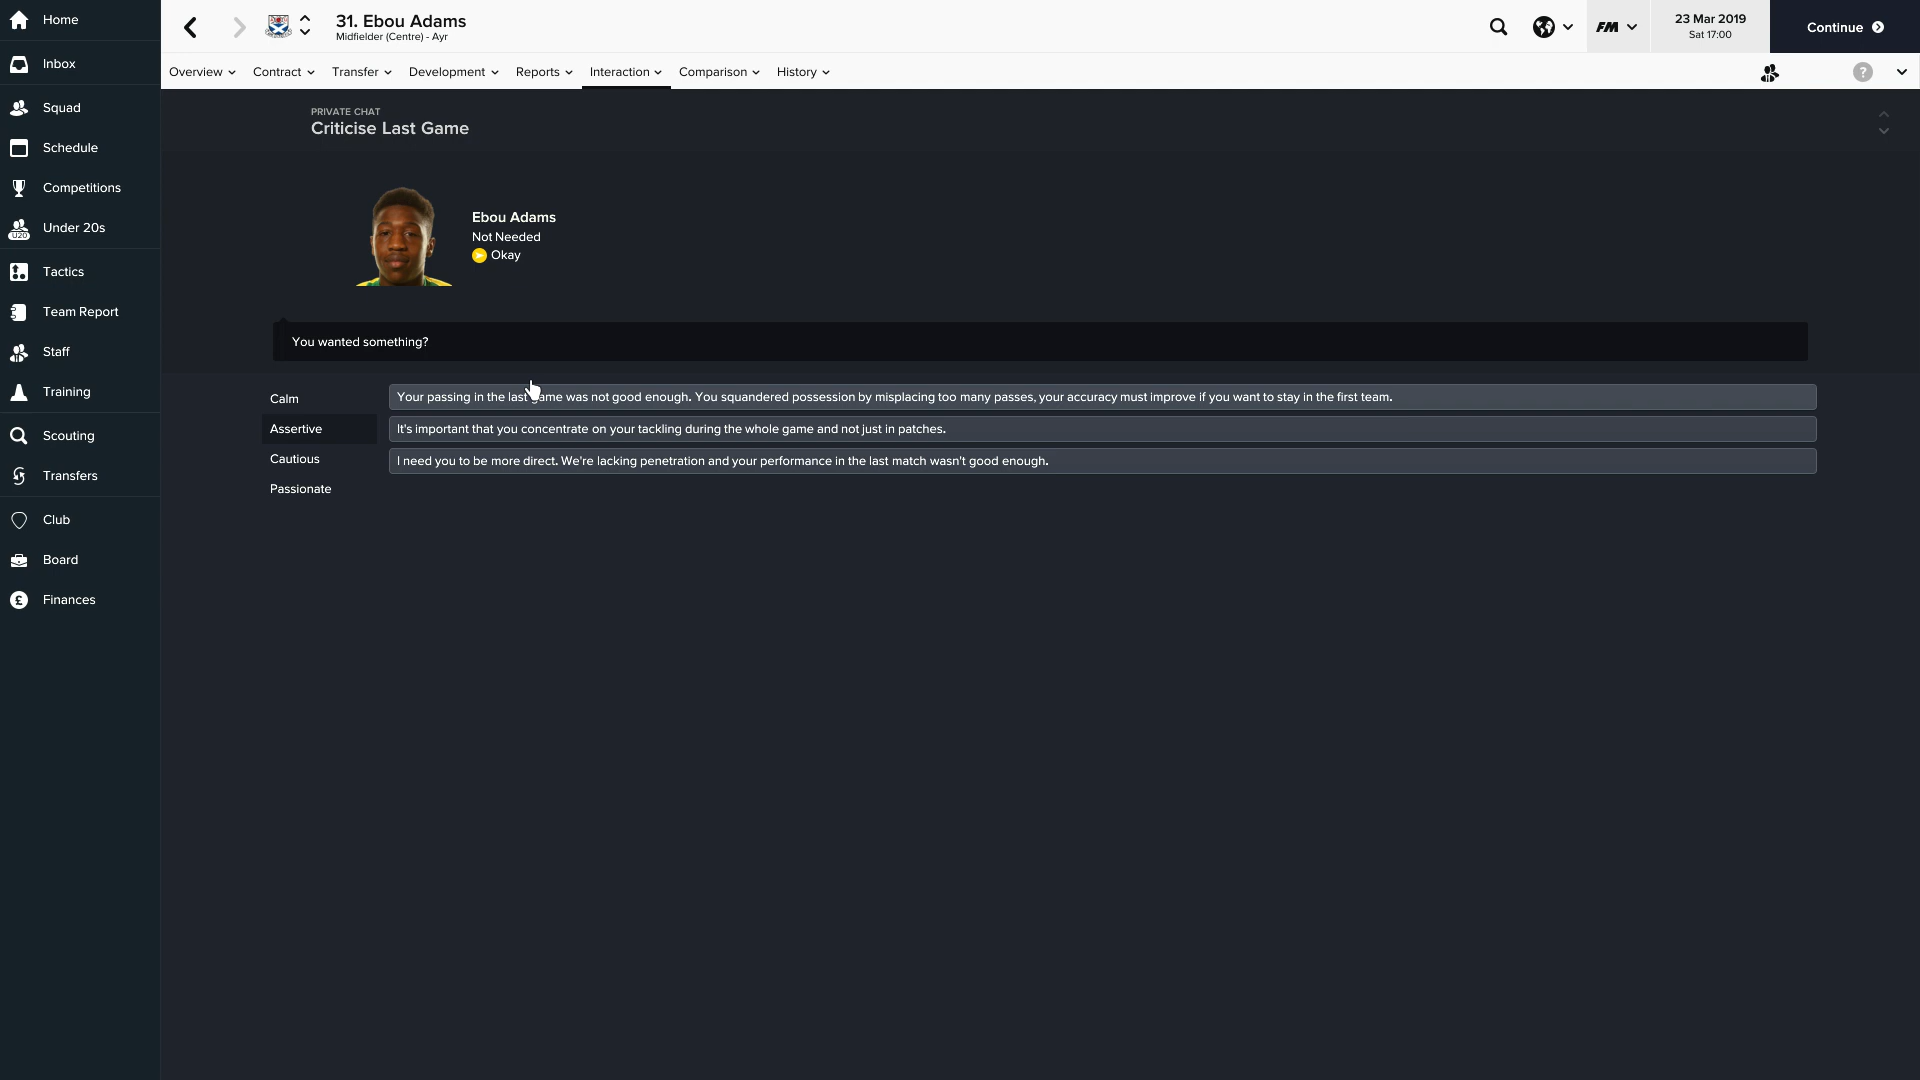 Home
Inbox
Squad
Schedule
Competitions
Under 20s
Tactics
Team Report
Staff
Training
Scouting
Transfers
Club
Board
Finances
31. Ebou Adams
Midfielder (Centre) - Ayr
FM
23 Mar 2019
Sat 17:00
Continue
Overview Contract Transfer Development Reports Interaction Comparison History
?
PRIVATE CHAT
Criticise Last Game
Ebou Adams
Not Needed
Okay
You wanted something?
Calm
Assertive
Cautious
Passionate
Your passing in the last game was not good enough. You squandered possession by misplacing too many passes, your accuracy must improve if you want to stay in the first team.
It's important that you concentrate on your tackling during the whole game and not just in patches.
I need you to be more direct. We're lacking penetration and your performance in the last match wasn't good enough.